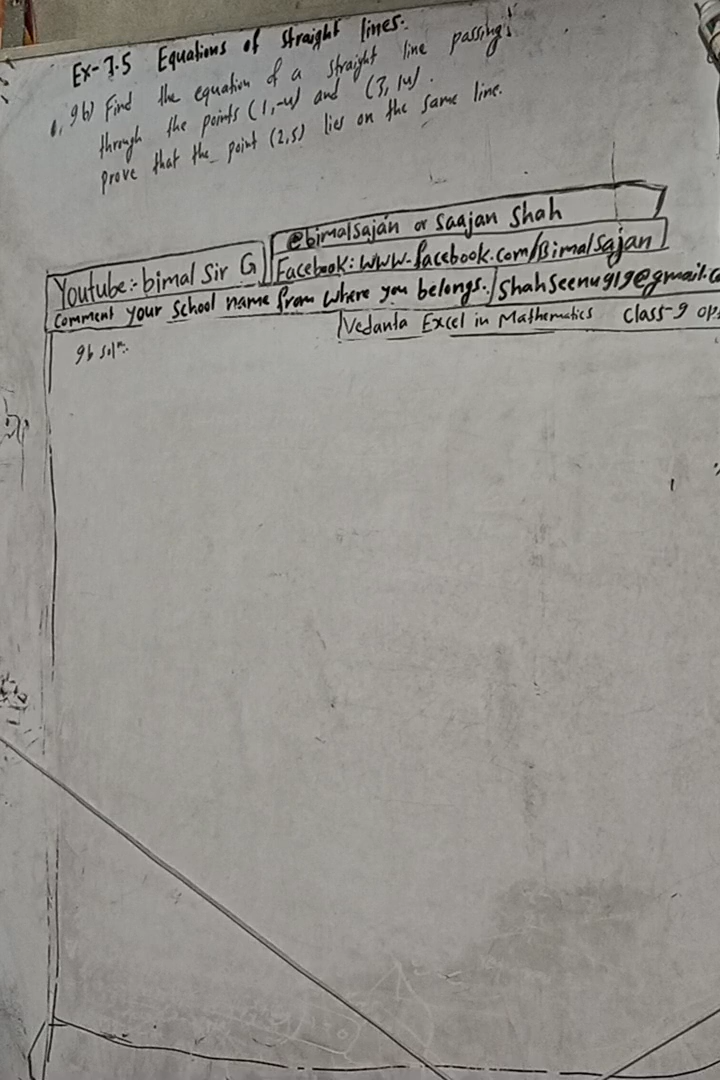 Ex-7.5 Equations of straight lines.
9b) Find the equation of a straight line passing
through the points (1,-4) and (3,14).
prove that the point (2,5) lies on the same line.
@bimalsajan or Saajan Shah
Youtube:- bimal Sir G
Facebook: www.facebook.com/Bimalsajan
Comment your School name from where you belongs.
Shahseenu919@gmail.c
Vedanta Excel in Mathematics Class-9 op
9b solⁿ: